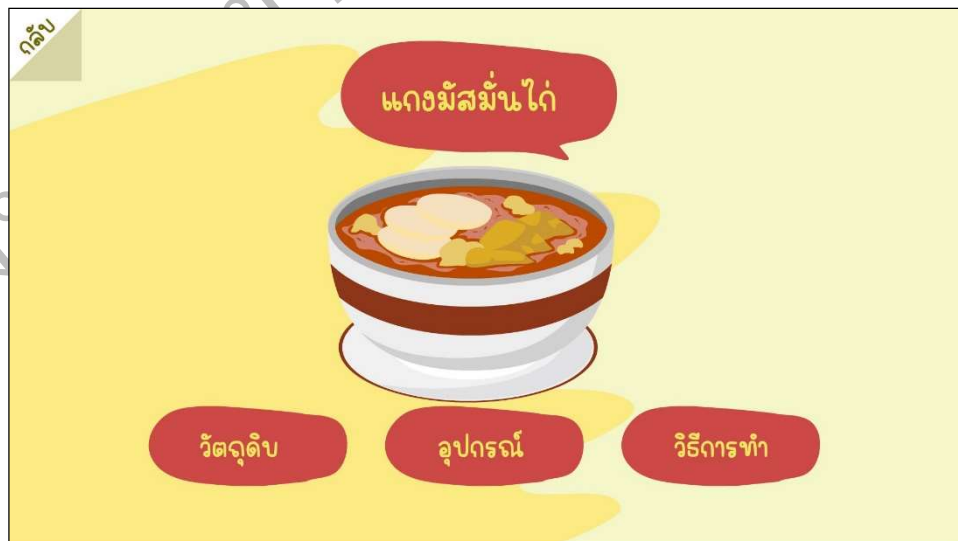 กลับ
แกงมัสมั่นไก่
วัตถุดิบ
อุปกรณ์
วิธีการทำ